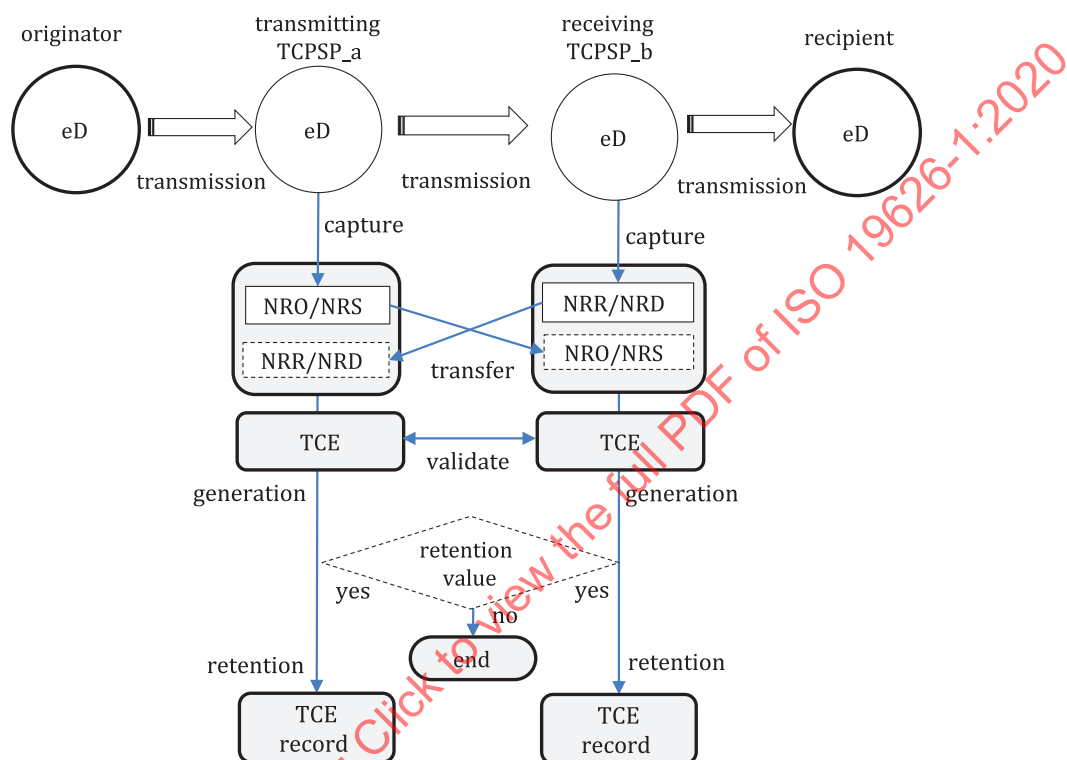 originator
transmitting
TCPSP_a
receiving
TCPSP_b
recipient
eD
eD
eD
eD
transmission
transmission
transmission
capture
capture
NRO/NRS
NRR/NRD
NRR/NRD
NRO/NRS
transfer
TCE
TCE
validate
generation
generation
retention
value
yes
yes
no
end
retention
retention
TCE
record
TCE
record
Click to view the full PDF of ISO 19626-1:2020